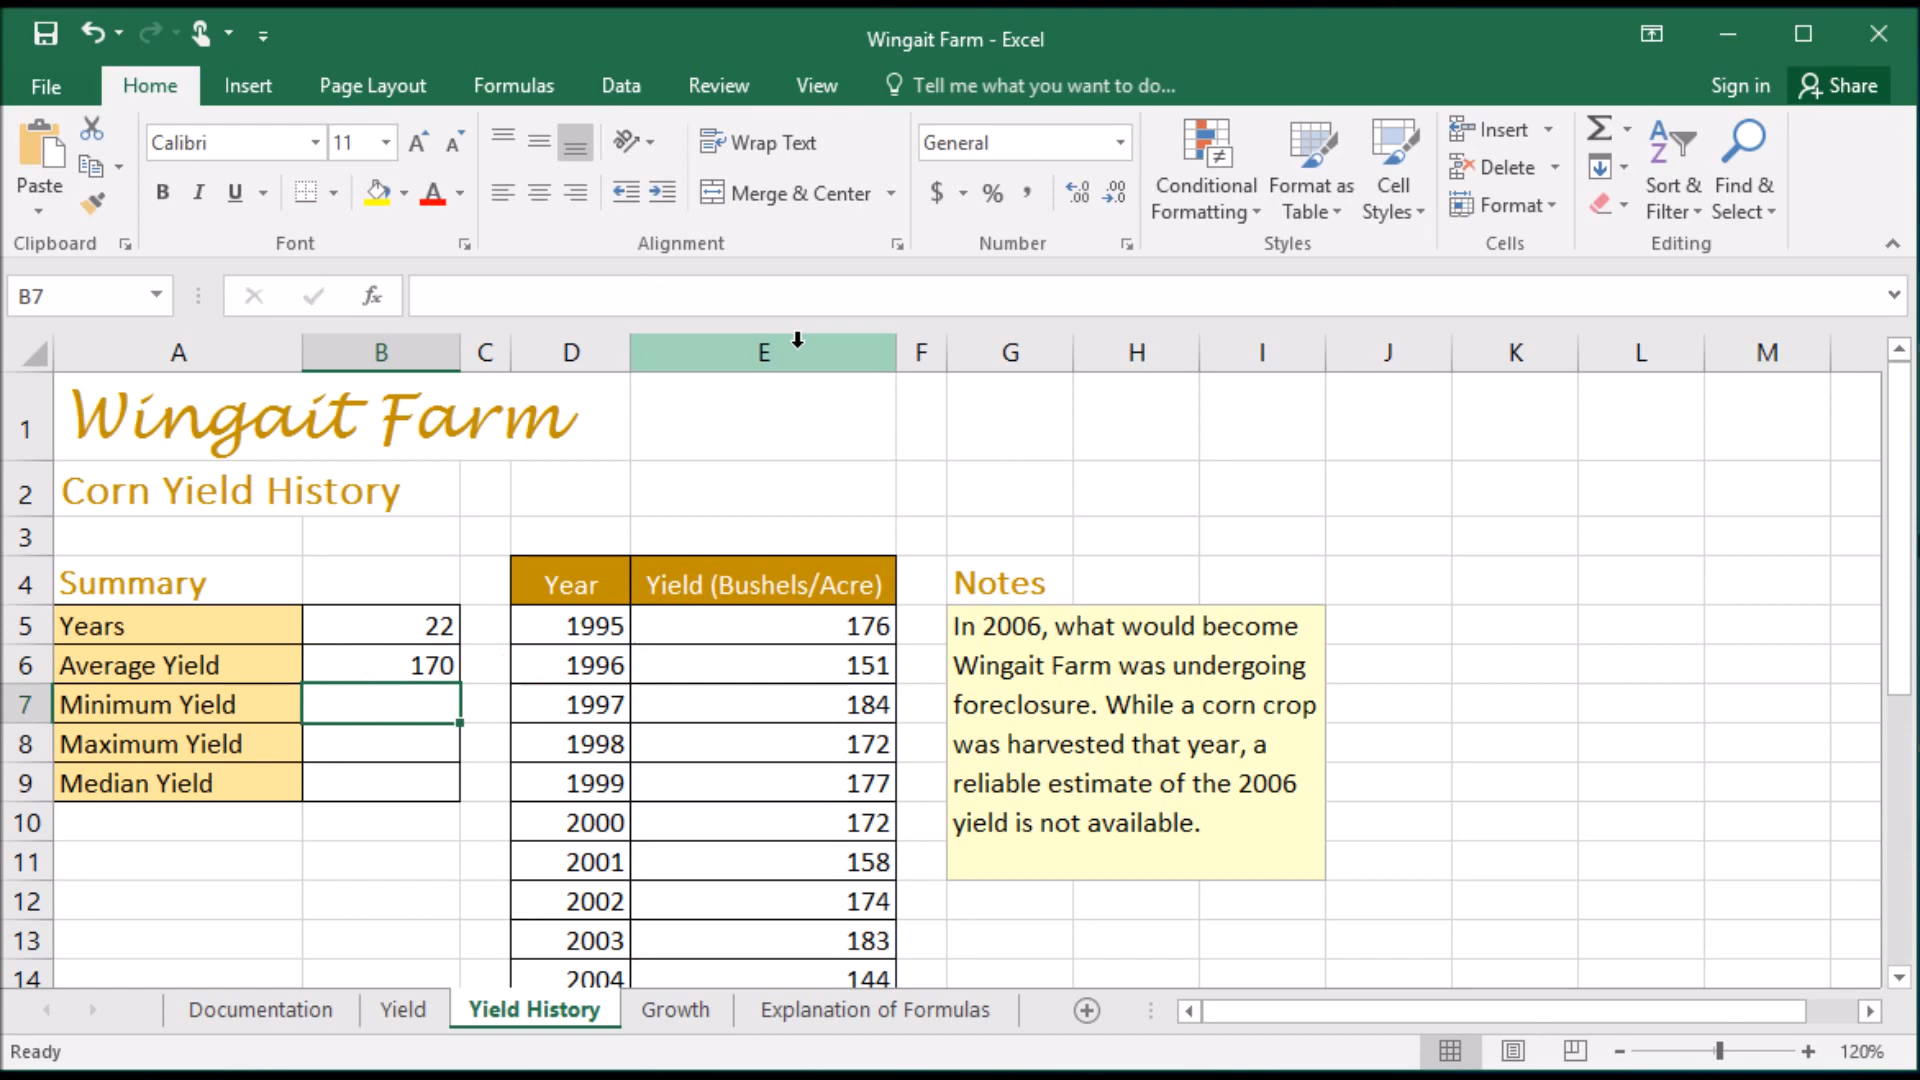 Wingait Farm - Excel
File Home Insert Page Layout Formulas Data Review View Tell me what you want to do... Sign in Share
Calibri 11 Wrap Text General Insert
Paste Conditional Formatting Format as Table Cell Styles Delete Sort & Filter Find & Select
B I U A Merge & Center $ % , Format
Clipboard Font Alignment Number Styles Cells Editing
B7 fx
A B C D E F G H I J K L M
1 Wingait Farm
2 Corn Yield History
3
4 Summary Year Yield (Bushels/Acre) Notes
5 Years 22 1995 176 In 2006, what would become
6 Average Yield 170 1996 151 Wingait Farm was undergoing
7 Minimum Yield 1997 184 foreclosure. While a corn crop
8 Maximum Yield 1998 172 was harvested that year, a
9 Median Yield 1999 177 reliable estimate of the 2006
10 2000 172 yield is not available.
11 2001 158
12 2002 174
13 2003 183
14 2004 144
Documentation Yield Yield History Growth Explanation of Formulas
Ready 120%